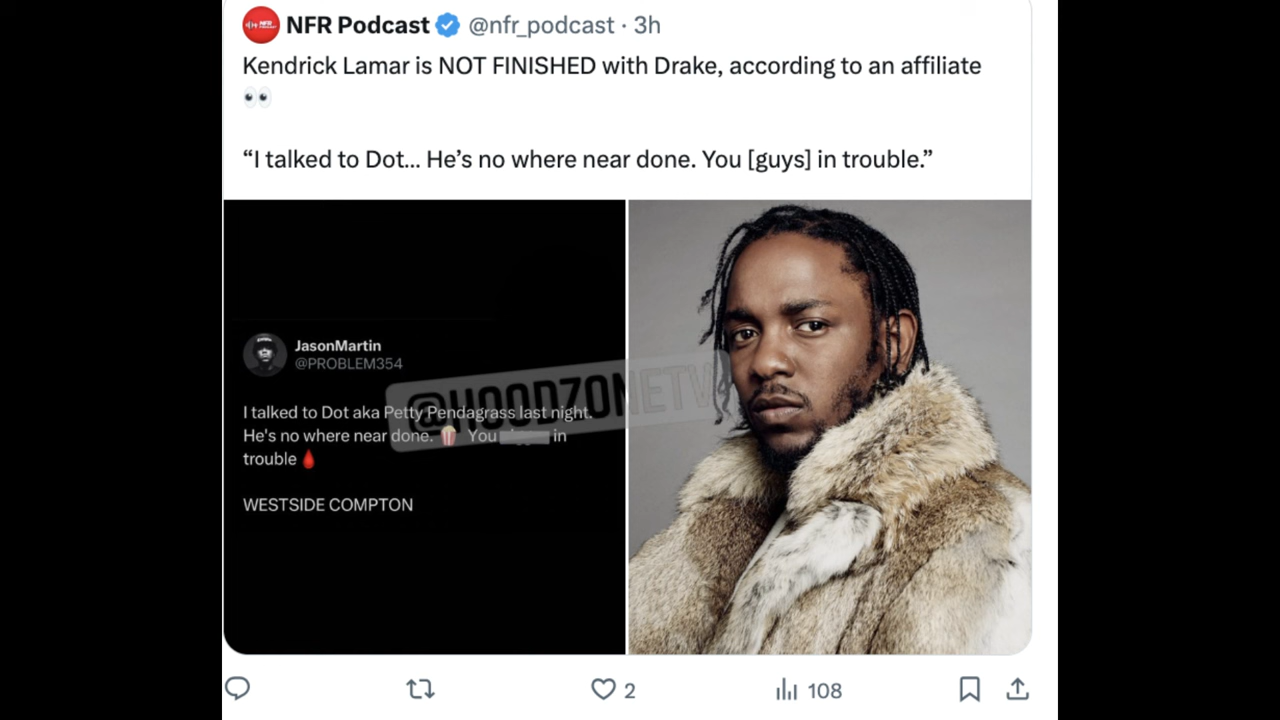 NFR Podcast @nfr_podcast · 3h
Kendrick Lamar is NOT FINISHED with Drake, according to an affiliate
👀
“I talked to Dot... He’s no where near done. You [guys] in trouble.”
JasonMartin
@PROBLEM354
I talked to Dot aka Petty Pendagrass last night.
He's no where near done. 🍿 You in
trouble 🩸
WESTSIDE COMPTON
@HOODZONETV
2
108